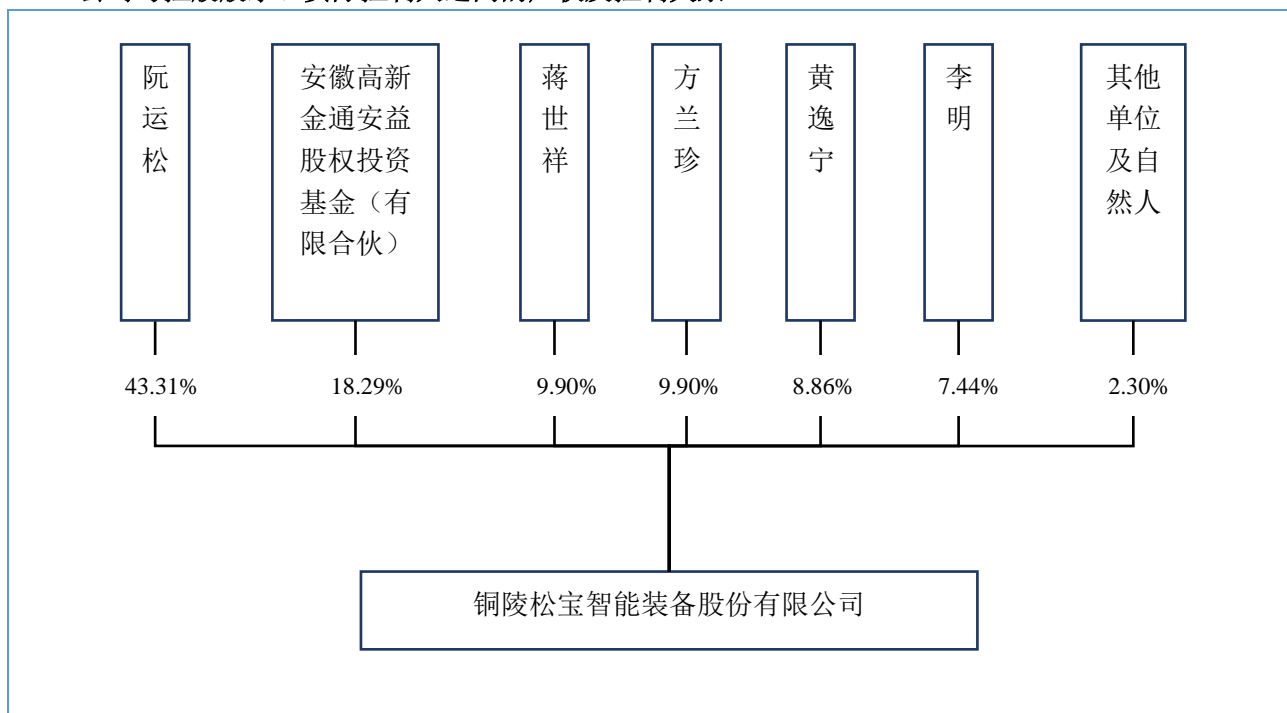 阮
运
松
安徽高新
金通安益
股权投资
基金（有
限合伙）
蒋
世
祥
方
兰
珍
黄
逸
宁
李
明
其他
单位
及自
然人
43.31%
18.29%
9.90%
9.90%
8.86%
7.44%
2.30%
铜陵松宝智能装备股份有限公司